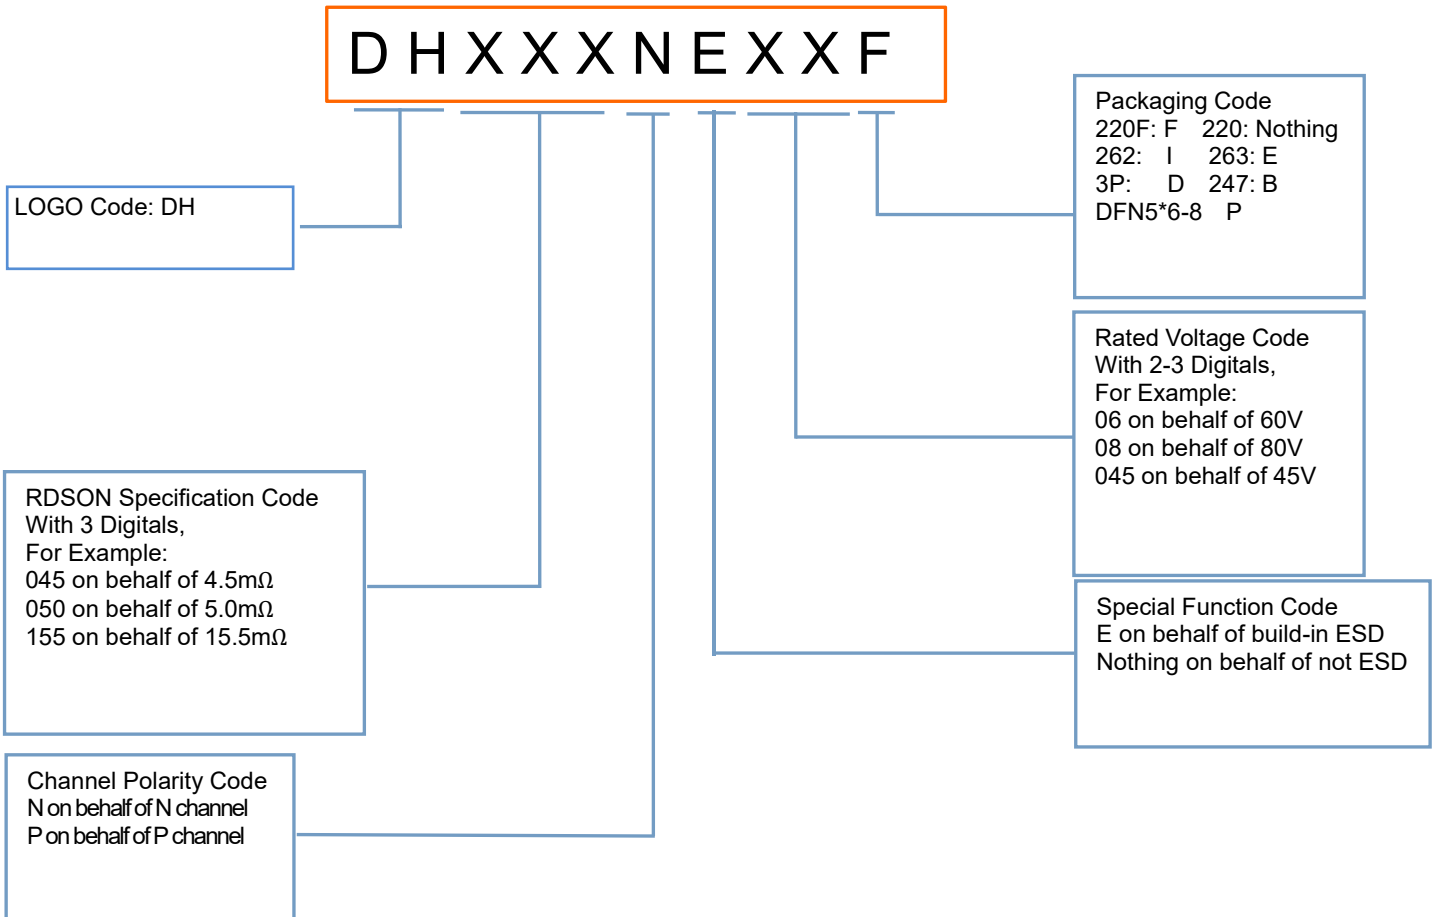 D H X X X N E X X F
LOGO Code: DH
RDSON Specification Code
With 3 Digitals,
For Example:
045 on behalf of 4.5mΩ
050 on behalf of 5.0mΩ
155 on behalf of 15.5mΩ
Channel Polarity Code
N on behalf of N channel
P on behalf of P channel
Packaging Code
220F: F 220: Nothing
262: I 263: E
3P: D 247: B
DFN5*6-8 P
Rated Voltage Code
With 2-3 Digitals,
For Example:
06 on behalf of 60V
08 on behalf of 80V
045 on behalf of 45V
Special Function Code
E on behalf of build-in ESD
Nothing on behalf of not ESD